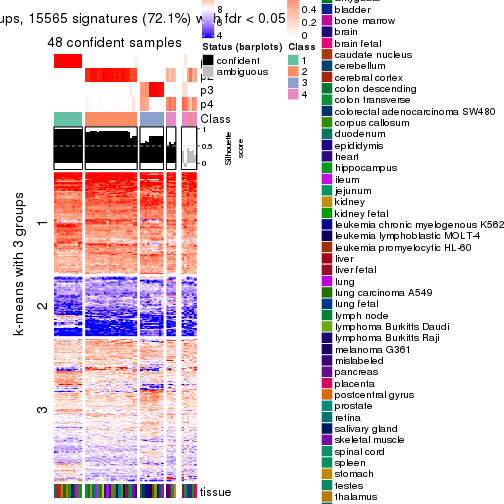 ups, 15565 signatures (72.1%) with fdr < 0.05
48 confident samples
p4
p3
Class
1
0.5
0
Silhouette
score
k-means with 3 groups
1
2
3
tissue
8
6
4
Status (barplots)
confident
ambiguous
0.4
0.2
0
Class
1
2
3
4
bladder
bone marrow
brain
brain fetal
caudate nucleus
cerebellum
cerebral cortex
colon descending
colon transverse
colorectal adenocarcinoma SW480
corpus callosum
duodenum
epididymis
heart
hippocampus
ileum
jejunum
kidney
kidney fetal
leukemia chronic myelogenous K562
leukemia lymphoblastic MOLT-4
leukemia promyelocytic HL-60
liver
liver fetal
lung
lung carcinoma A549
lung fetal
lymph node
lymphoma Burkitts Daudi
lymphoma Burkitts Raji
melanoma G361
mislabeled
pancreas
placenta
postcentral gyrus
prostate
retina
salivary gland
skeletal muscle
spinal cord
spleen
stomach
testes
thalamus